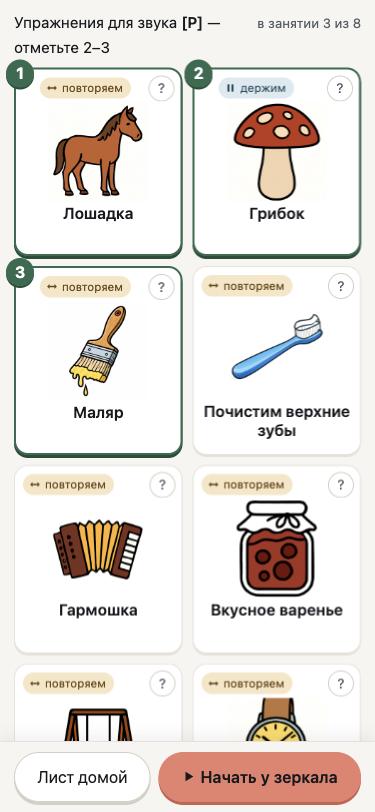 Упражнения для звука [Р] —
отметьте 2–3
в занятии 3 из 8
1
↔ повторяем
?
Лошадка
2
держим
?
Грибок
3
↔ повторяем
?
Маляр
↔ повторяем
?
Почистим верхние
зубы
↔ повторяем
?
Гармошка
↔ повторяем
?
Вкусное варенье
↔ повторяем
?
↔ повторяем
?
Лист домой
Начать у зеркала